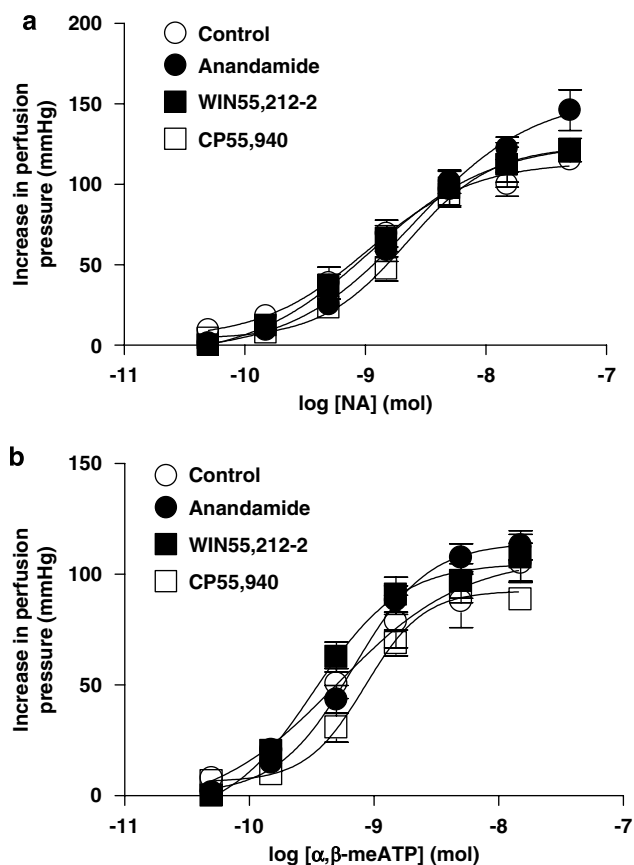 a
Control
Anandamide
WIN55,212-2
CP55,940
Increase in perfusion
pressure (mmHg)
200
150
100
50
0
-11
-10
-9
-8
-7
log [NA] (mol)
b
Control
Anandamide
WIN55,212-2
CP55,940
Increase in perfusion
pressure (mmHg)
150
100
50
0
-11
-10
-9
-8
-7
log [α,β-meATP] (mol)